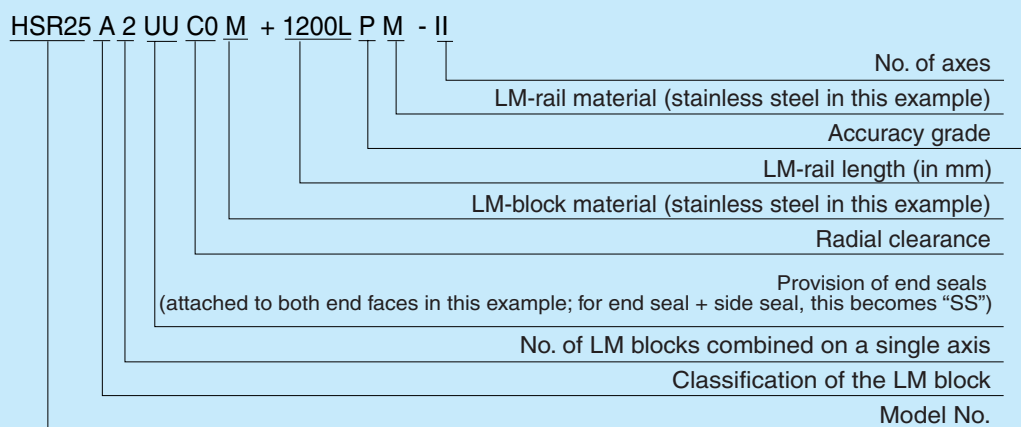 HSR25 A 2 UU C0 M + 1200L P M - II
No. of axes
LM-rail material (stainless steel in this example)
Accuracy grade
LM-rail length (in mm)
LM-block material (stainless steel in this example)
Radial clearance
Provision of end seals
(attached to both end faces in this example; for end seal + side seal, this becomes “SS”)
No. of LM blocks combined on a single axis
Classification of the LM block
Model No.